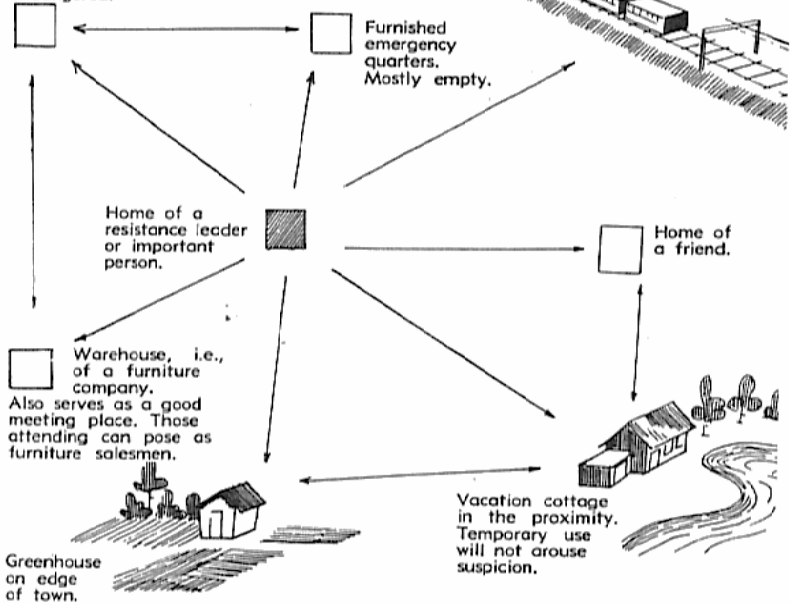 Furnished
emergency
quarters.
Mostly empty.
Home of a
resistance leader
or important
person.
Home of
a friend.
Warehouse, i.e.,
of a furniture
company.
Also serves as a good
meeting place. Those
attending can pose as
furniture salesmen.
Vacation cottage
in the proximity.
Temporary use
will not arouse
suspicion.
Greenhouse
on edge
of town.